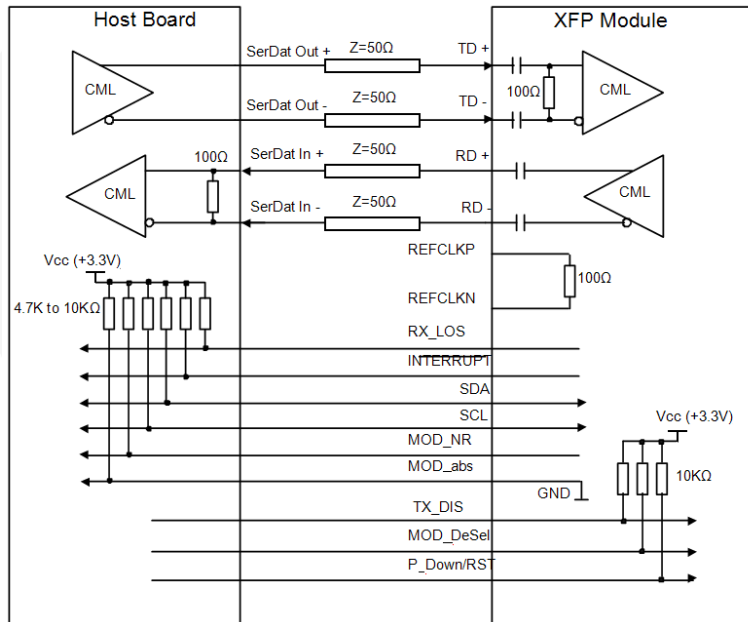 Host Board
XFP Module
SerDat Out +
Z=50Ω
TD +
CML
100Ω
CML
SerDat Out -
Z=50Ω
TD -
100Ω
SerDat In +
Z=50Ω
RD +
CML
CML
SerDat In -
Z=50Ω
RD -
REFCLKP
Vcc (+3.3V)
100Ω
4.7K to 10KΩ
REFCLKN
RX_LOS
INTERRUPT
SDA
SCL
Vcc (+3.3V)
MOD_NR
MOD_abs
10KΩ
GND
TX_DIS
MOD_DeSel
P_Down/RST